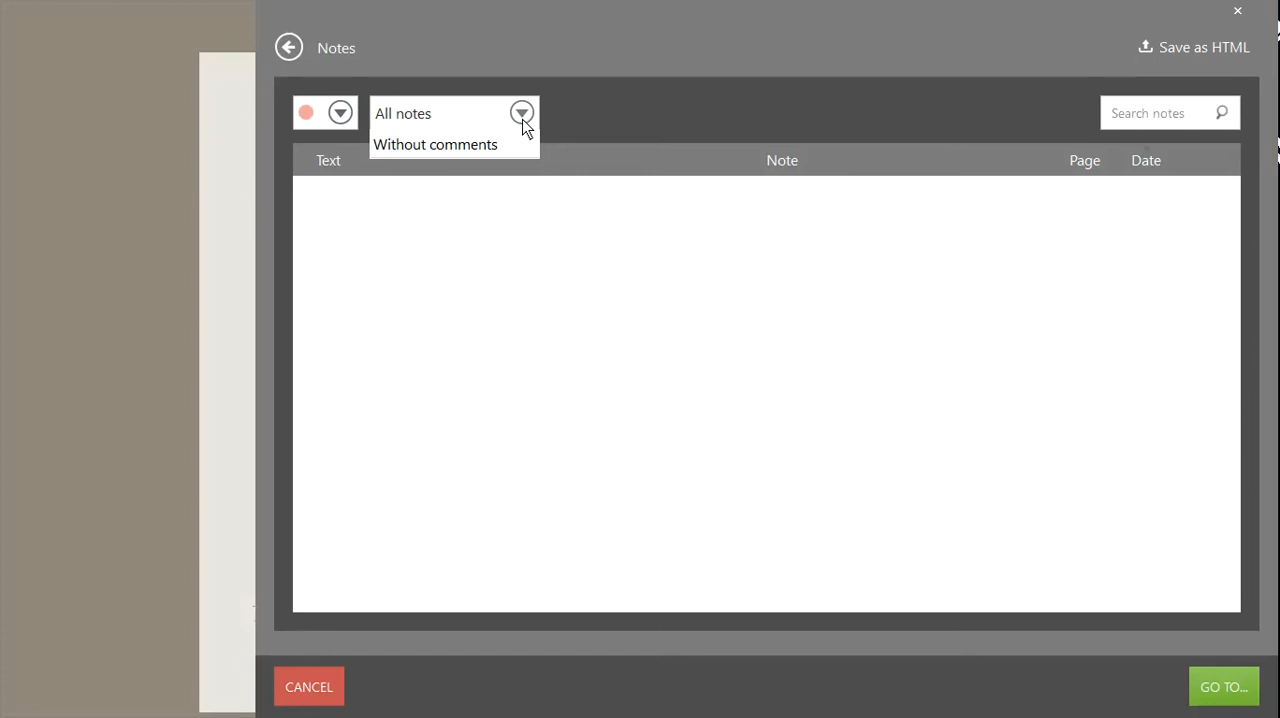 ×
Notes
Save as HTML
All notes
Search notes
Without comments
Text
Note
Page
Date
CANCEL
GO TO...